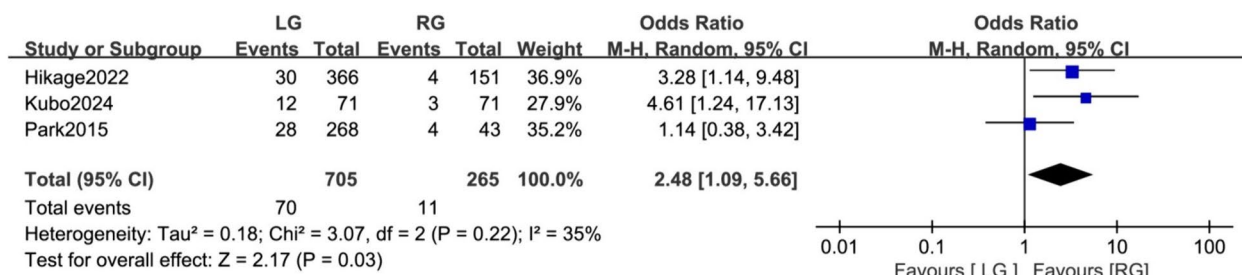 LG RG Odds Ratio Odds Ratio
Study or Subgroup Events Total Events Total Weight M-H, Random, 95% CI M-H, Random, 95% CI
Hikage2022 30 366 4 151 36.9% 3.28 [1.14, 9.48]
Kubo2024 12 71 3 71 27.9% 4.61 [1.24, 17.13]
Park2015 28 268 4 43 35.2% 1.14 [0.38, 3.42]
Total (95% CI) 705 265 100.0% 2.48 [1.09, 5.66]
Total events 70 11
Heterogeneity: Tau² = 0.18; Chi² = 3.07, df = 2 (P = 0.22); I² = 35%
Test for overall effect: Z = 2.17 (P = 0.03)
0.01 0.1 1 10 100
Favours [LG] Favours [RG]